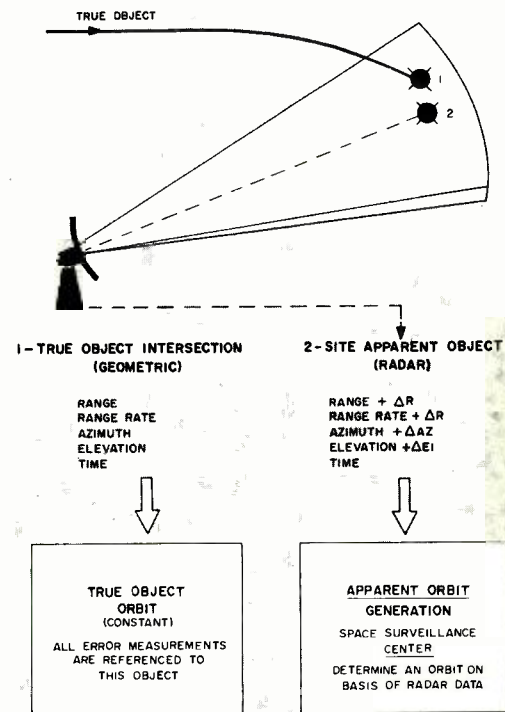 TRUE OBJECT
1
2
1-TRUE OBJECT INTERSECTION
(GEOMETRIC)
RANGE
RANGE RATE
AZIMUTH
ELEVATION
TIME
2-SITE APPARENT OBJECT
(RADAR)
RANGE + ΔR
RANGE RATE + ΔR
AZIMUTH + ΔAZ
ELEVATION +ΔEl
TIME
TRUE OBJECT
ORBIT
(CONSTANT)
ALL ERROR MEASUREMENTS
ARE REFERENCED TO
THIS OBJECT
APPARENT ORBIT
GENERATION
SPACE SURVEILLANCE
CENTER
DETERMINE AN ORBIT ON
BASIS OF RADAR DATA